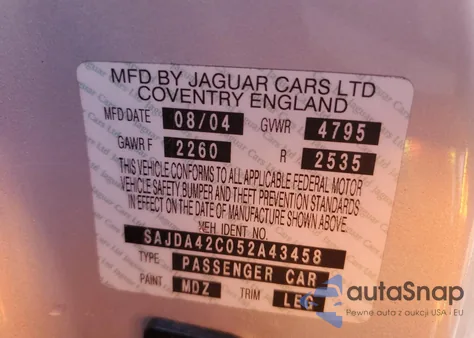 MFD BY JAGUAR CARS LTD
COVENTRY ENGLAND
MFD DATE 08/04 GVWR 4795
GAWR F 2260 R 2535
THIS VEHICLE CONFORMS TO ALL APPLICABLE FEDERAL MOTOR
VEHICLE SAFETY BUMPER AND THEFT PREVENTION STANDARDS
IN EFFECT ON THE DATE OF MANUFACTURE SHOWN ABOVE.
VEH IDENT NO.
SAJDA42C052A43458
TYPE PASSENGER CAR
PAINT MDZ TRIM LEG
autoSnap
Pewne auta z aukcji USA - EU